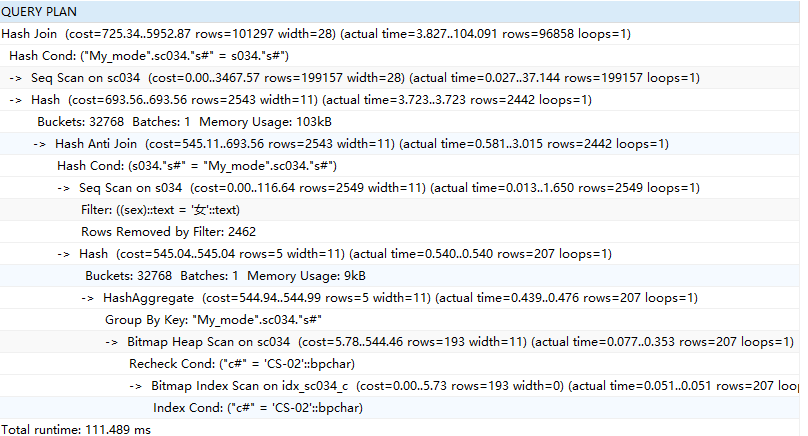 QUERY PLAN
Hash Join (cost=725.34..5952.87 rows=101297 width=28) (actual time=3.827..104.091 rows=96858 loops=1)
Hash Cond: ("My_mode".sc034."s#" = s034."s#")
-> Seq Scan on sc034 (cost=0.00..3467.57 rows=199157 width=28) (actual time=0.027..37.144 rows=199157 loops=1)
-> Hash (cost=693.56..693.56 rows=2543 width=11) (actual time=3.723..3.723 rows=2442 loops=1)
Buckets: 32768 Batches: 1 Memory Usage: 103kB
-> Hash Anti Join (cost=545.11..693.56 rows=2543 width=11) (actual time=0.581..3.015 rows=2442 loops=1)
Hash Cond: (s034."s#" = "My_mode".sc034."s#")
-> Seq Scan on s034 (cost=0.00..116.64 rows=2549 width=11) (actual time=0.013..1.650 rows=2549 loops=1)
Filter: ((sex)::text = '女'::text)
Rows Removed by Filter: 2462
-> Hash (cost=545.04..545.04 rows=5 width=11) (actual time=0.540..0.540 rows=207 loops=1)
Buckets: 32768 Batches: 1 Memory Usage: 9kB
-> HashAggregate (cost=544.94..544.99 rows=5 width=11) (actual time=0.439..0.476 rows=207 loops=1)
Group By Key: "My_mode".sc034."s#"
-> Bitmap Heap Scan on sc034 (cost=5.78..544.46 rows=193 width=11) (actual time=0.077..0.353 rows=207 loops=1)
Recheck Cond: ("c#" = 'CS-02'::bpchar)
-> Bitmap Index Scan on idx_sc034_c (cost=0.00..5.73 rows=193 width=0) (actual time=0.051..0.051 rows=207 loo
Index Cond: ("c#" = 'CS-02'::bpchar)
Total runtime: 111.489 ms